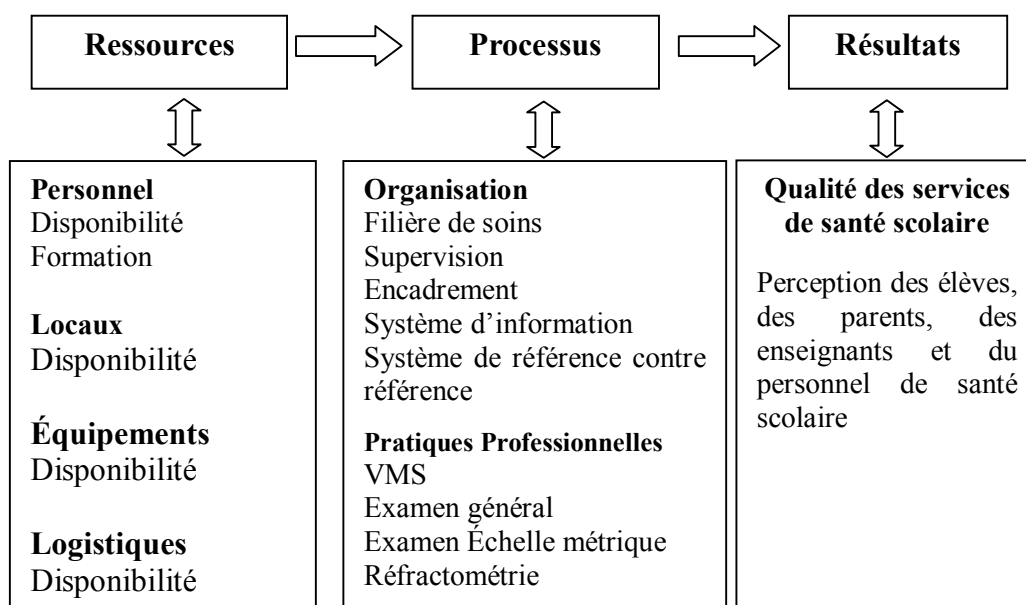 Ressources
Processus
Résultats
Personnel
Disponibilité
Formation
Locaux
Disponibilité
Équipements
Disponibilité
Logistiques
Disponibilité
Organisation
Filière de soins
Supervision
Encadrement
Système d’information
Système de référence contre
référence
Pratiques Professionnelles
VMS
Examen général
Examen Échelle métrique
Réfractométrie
Qualité des services
de santé scolaire
Perception des élèves,
des parents, des
enseignants et du
personnel de santé
scolaire